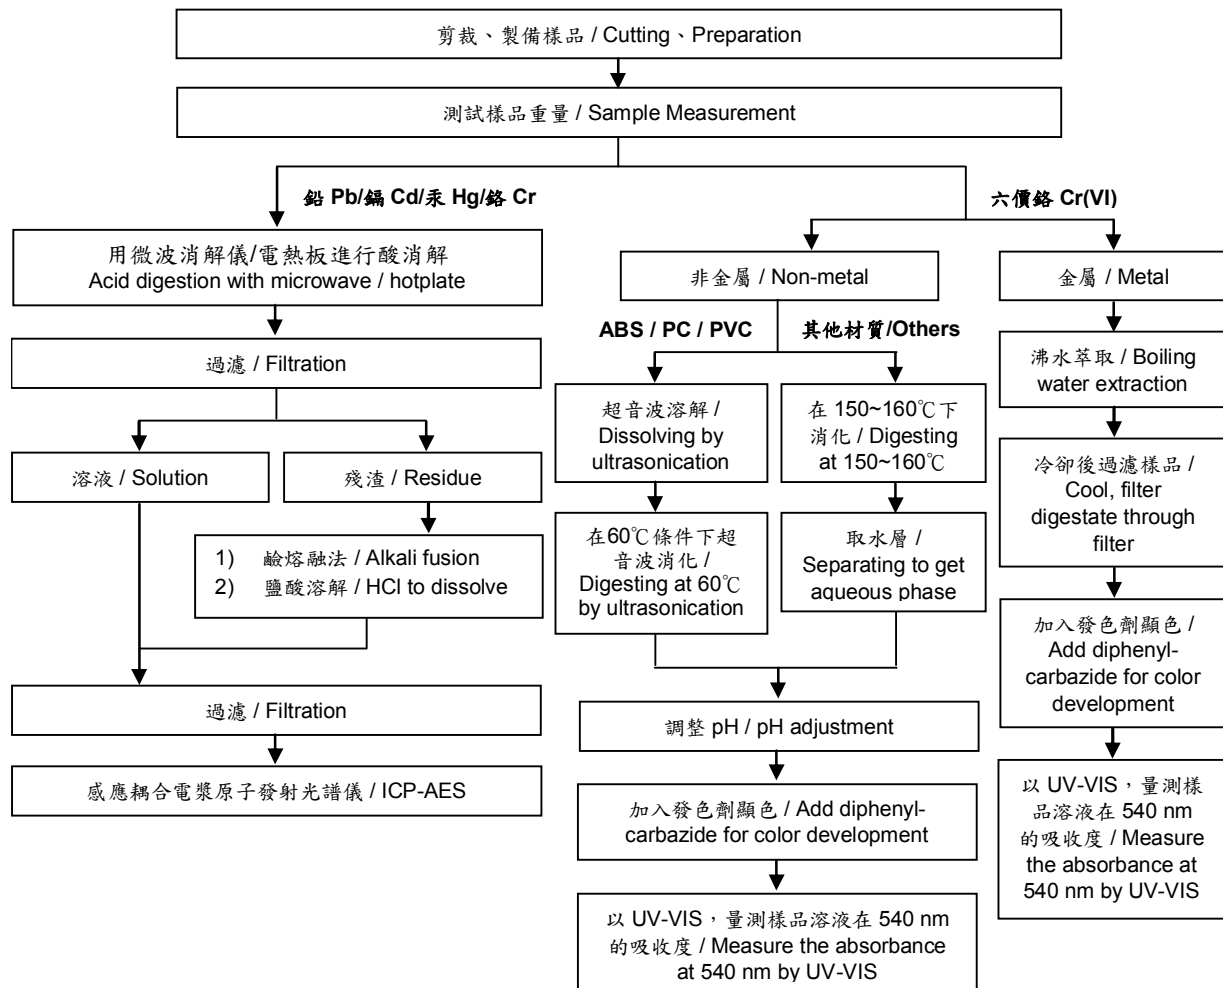 剪裁、製備樣品 / Cutting、Preparation
測試樣品重量 / Sample Measurement
鉛 Pb/鎘 Cd/汞 Hg/鉻 Cr
六價鉻 Cr(VI)
用微波消解儀/電熱板進行酸消解
Acid digestion with microwave / hotplate
過濾 / Filtration
溶液 / Solution
殘渣 / Residue
1) 鹼熔融法 / Alkali fusion
2) 鹽酸溶解 / HCl to dissolve
過濾 / Filtration
感應耦合電漿原子發射光譜儀 / ICP-AES
非金屬 / Non-metal
ABS / PC / PVC
其他材質/Others
超音波溶解 /
Dissolving by
ultrasonication
在60℃條件下超
音波消化 /
Digesting at 60℃
by ultrasonication
在 150~160℃下
消化 / Digesting
at 150~160℃
取水層 /
Separating to get
aqueous phase
調整 pH / pH adjustment
加入發色劑顯色 / Add diphenyl-
carbazide for color development
以 UV-VIS，量測樣品溶液在 540 nm
的吸收度 / Measure the absorbance
at 540 nm by UV-VIS
金屬 / Metal
沸水萃取 / Boiling
water extraction
冷卻後過濾樣品 /
Cool, filter
digestate through
filter
加入發色劑顯色 /
Add diphenyl-
carbazide for color
development
以 UV-VIS，量測樣
品溶液在 540 nm
的吸收度 / Measure
the absorbance at
540 nm by UV-VIS